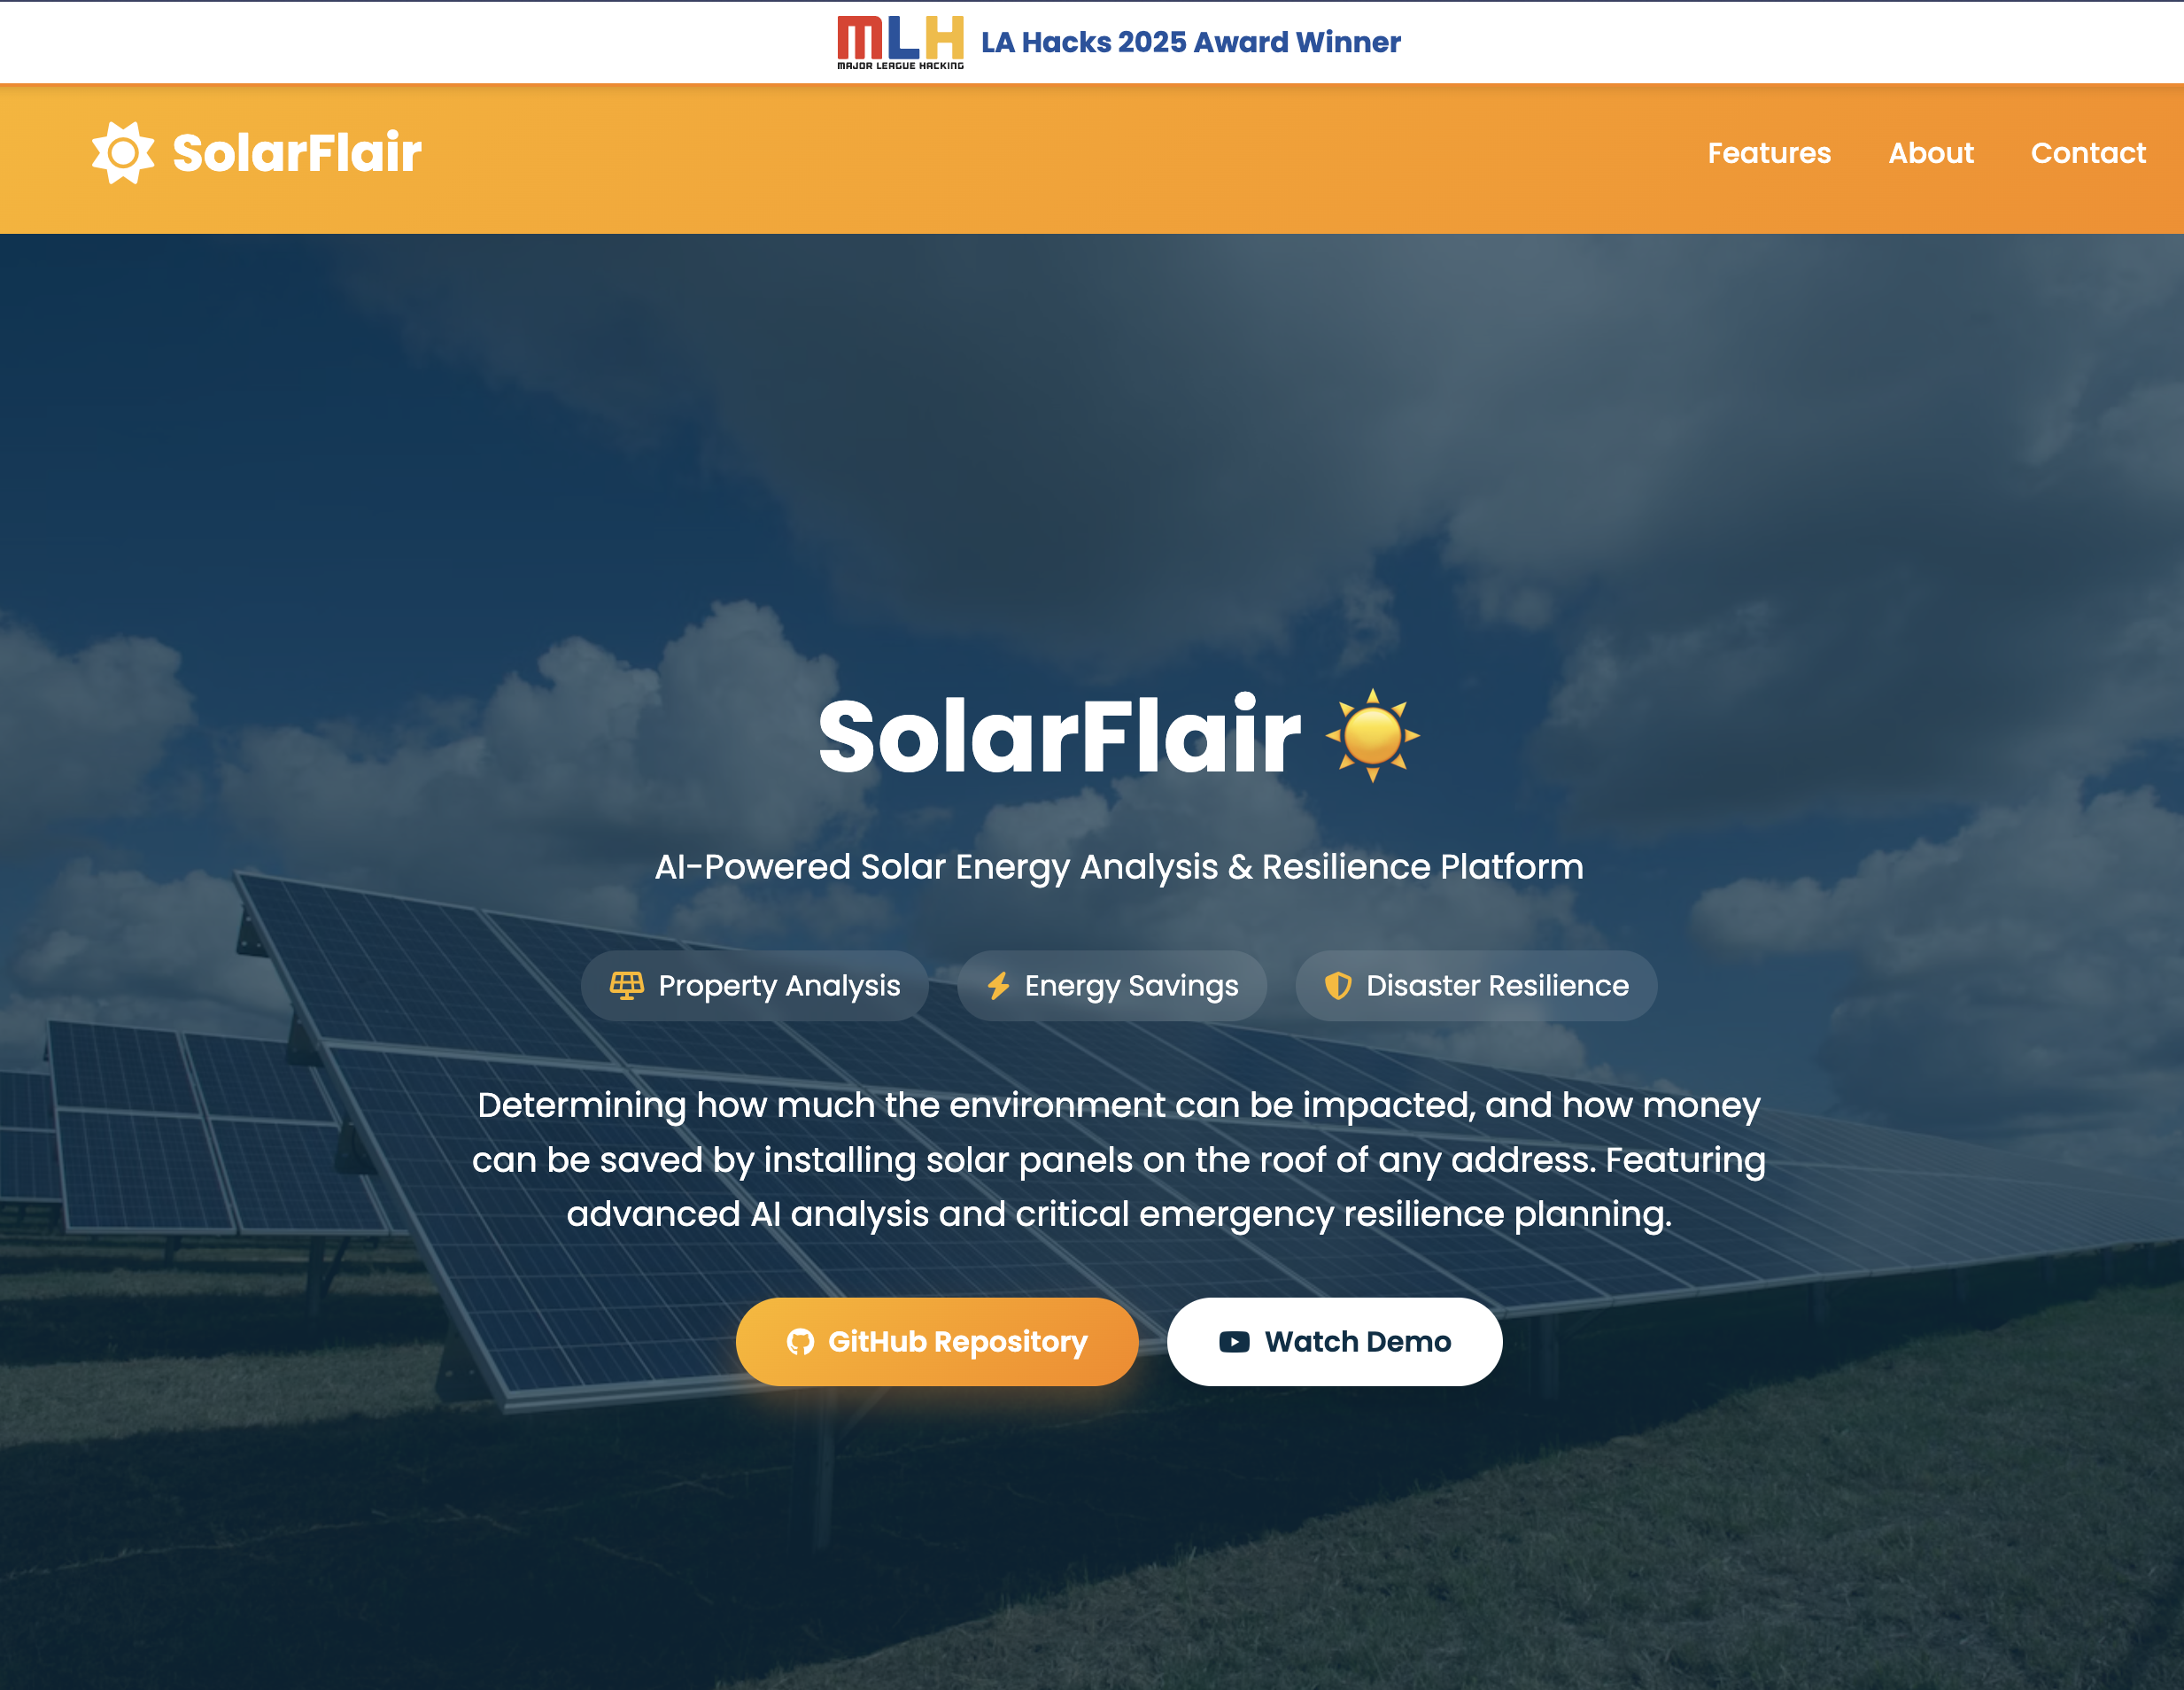 MLH
MAJOR LEAGUE HACKING
LA Hacks 2025 Award Winner
SolarFlair
Features
About
Contact
SolarFlair ☀️
AI-Powered Solar Energy Analysis & Resilience Platform
Property Analysis
Energy Savings
Disaster Resilience
Determining how much the environment can be impacted, and how money
can be saved by installing solar panels on the roof of any address. Featuring
advanced AI analysis and critical emergency resilience planning.
GitHub Repository
Watch Demo